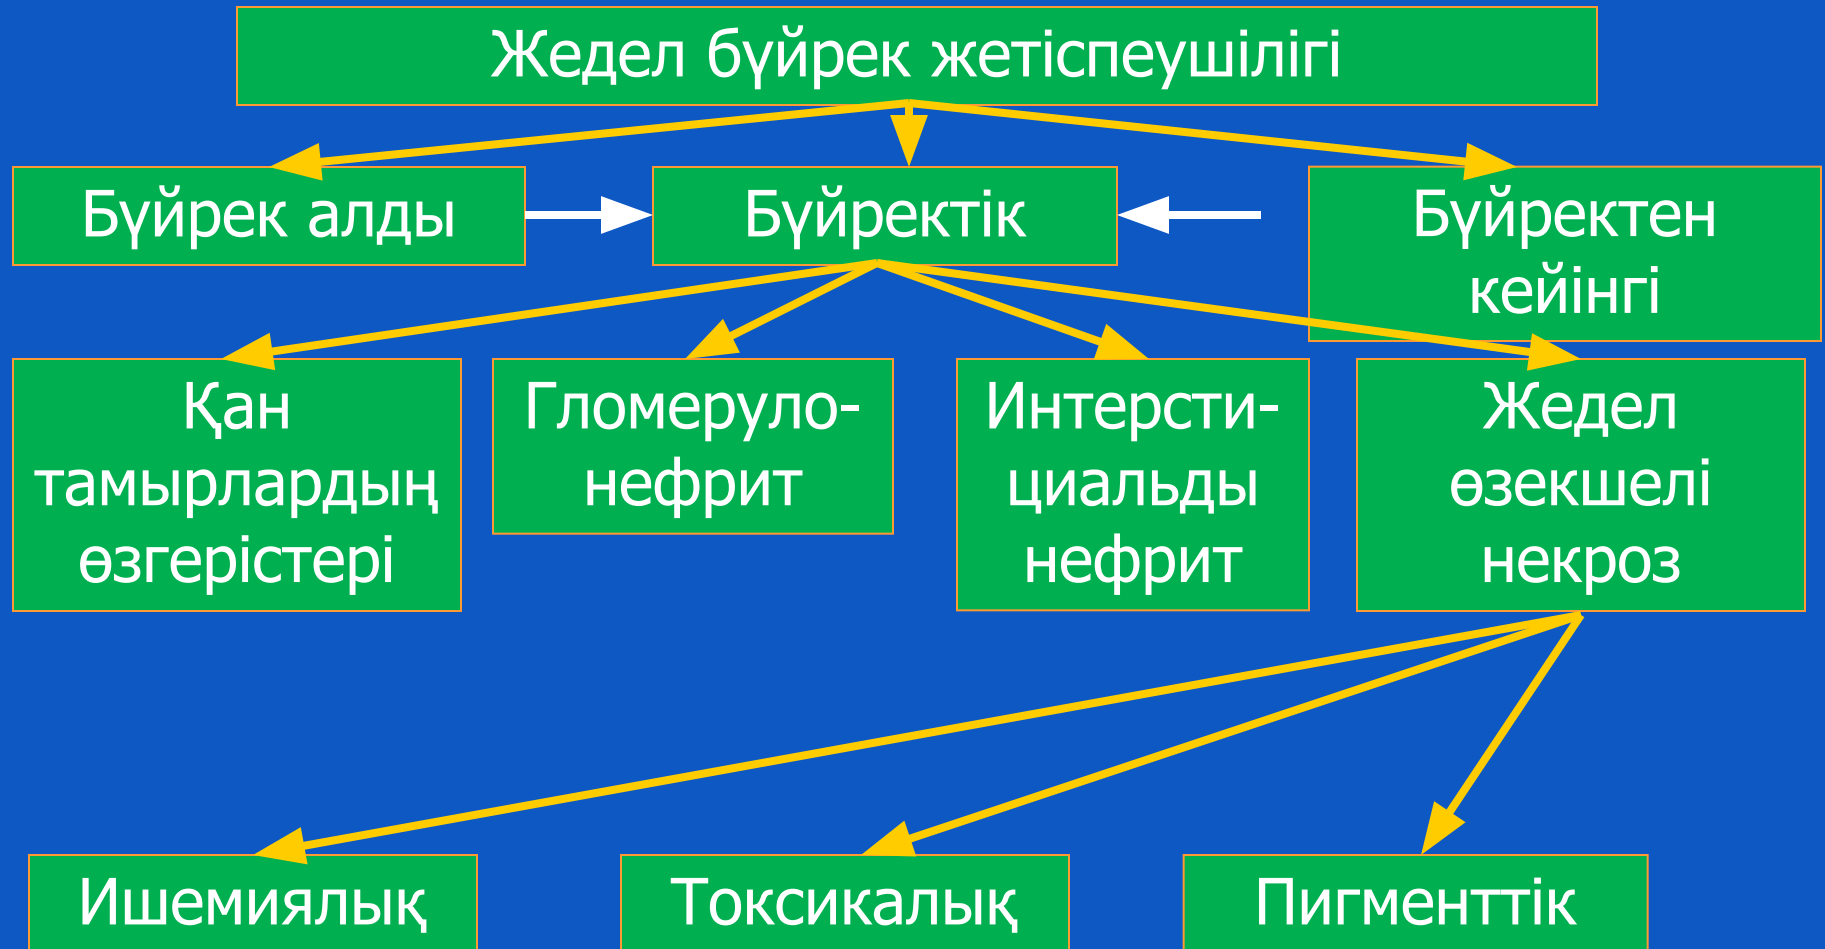 Жедел бүйрек жетіспеушілігі
Бүйрек алды
Бүйректік
Бүйректен
кейінгі
Қан
тамырлардың
өзгерістері
Гломеруло-
нефрит
Интерсти-
циальды
нефрит
Жедел
өзекшелі
некроз
Ишемиялық
Токсикалық
Пигменттік